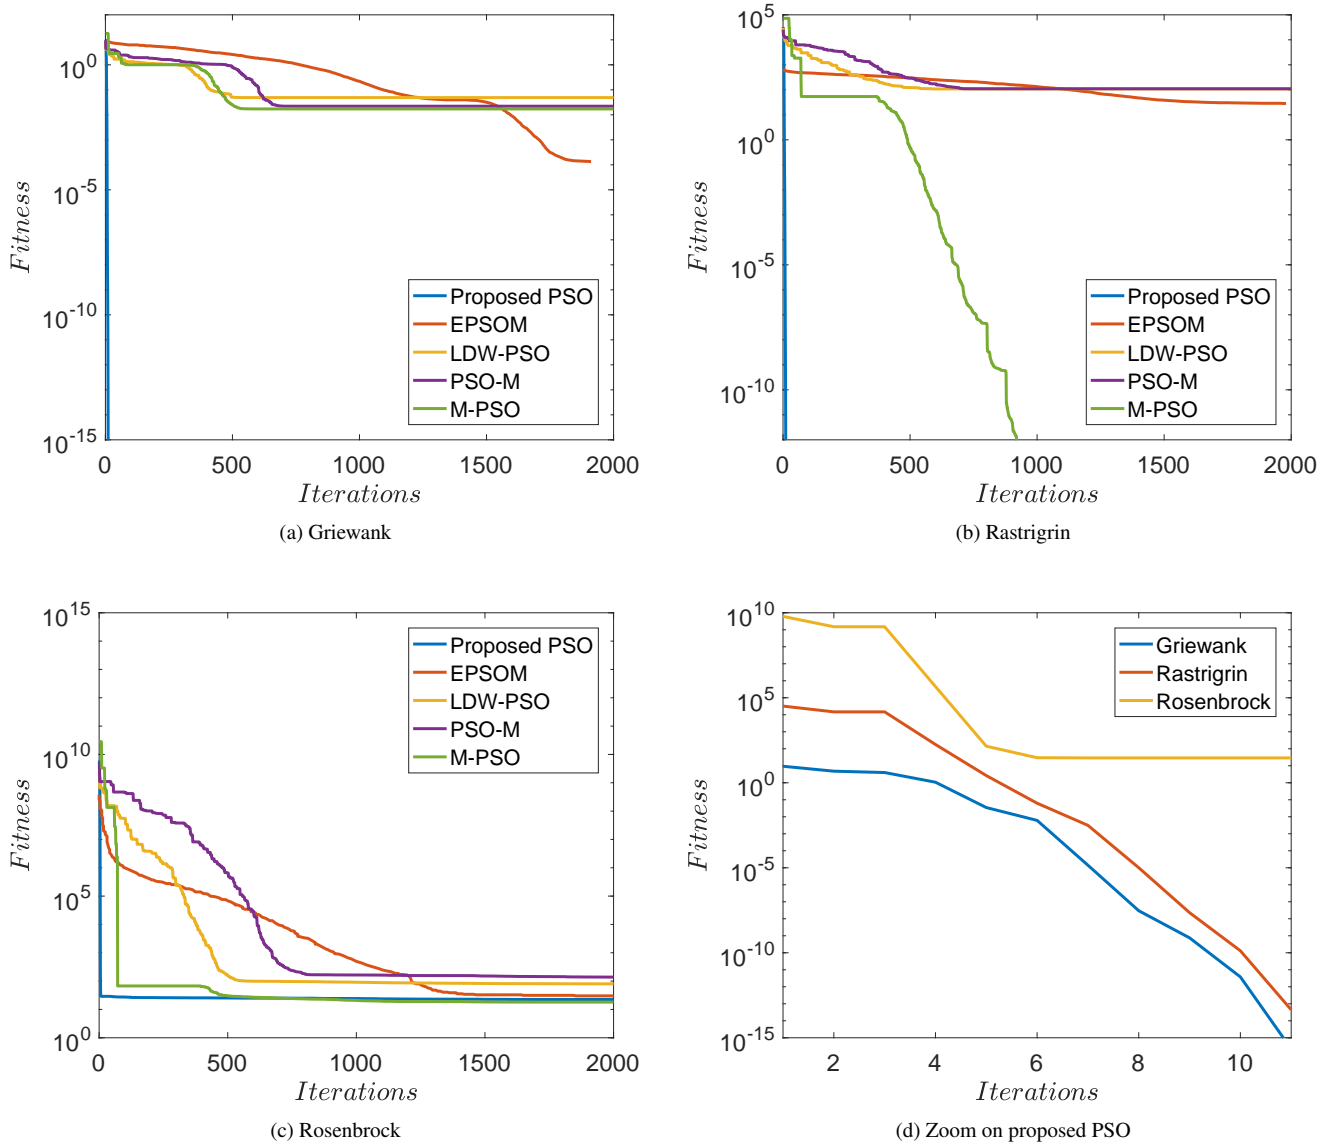 10^5
10^0
10^0
10^-5
10^0
10^-5
10^-10
10^-5
10^-10
10^-15
Fitness
Fitness
Proposed PSO
EPSOM
LDW-PSO
PSO-M
M-PSO
Proposed PSO
EPSOM
LDW-PSO
PSO-M
M-PSO
0 500 1000 1500 2000
0 500 1000 1500 2000
Iterations
Iterations
(a) Griewank
(b) Rastrigrin
10^15
10^10
10^5
10^0
Fitness
Proposed PSO
EPSOM
LDW-PSO
PSO-M
M-PSO
0 500 1000 1500 2000
Iterations
(c) Rosenbrock
10^10
10^5
10^0
10^-5
10^-10
10^-15
Fitness
Griewank
Rastrigrin
Rosenbrock
2 4 6 8 10
Iterations
(d) Zoom on proposed PSO